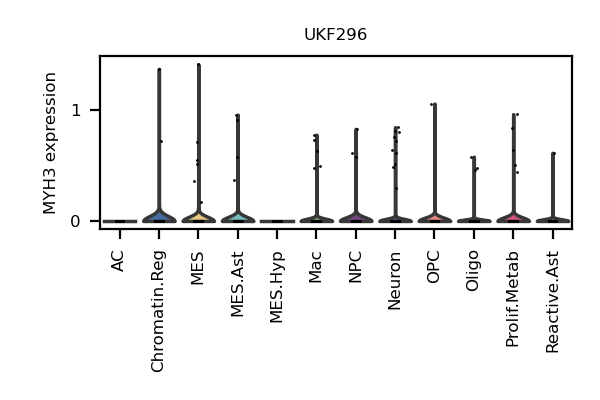 UKF296
MYH3 expression
1
0
AC
Chromatin.Reg
MES
MES.Ast
MES.Hyp
Mac
NPC
Neuron
OPC
Oligo
Prolif.Metab
Reactive.Ast